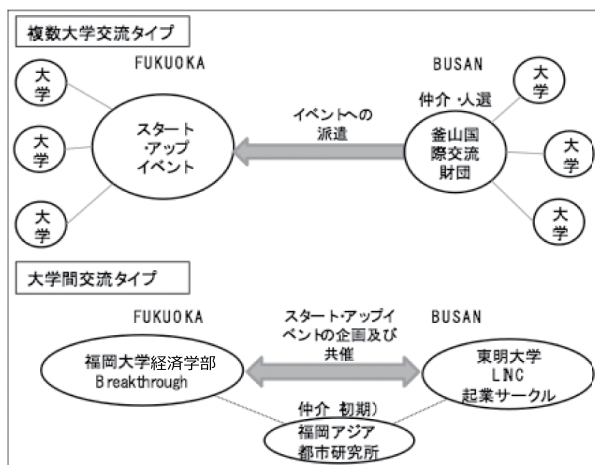 複数大学交流タイプ
FUKUOKA
BUSAN
大
学
大
学
大
学
スタート
・アップ
イベント
イベントへの
派遣
仲介・人選
釜山国
際交流
財団
大
学
大
学
大
学
大学間交流タイプ
FUKUOKA
BUSAN
スタート・アップイ
ベントの企画及び
共催
福岡大学経済学部
Breakthrough
東明大学
LINC
起業サークル
仲介 初期）
福岡アジア
都市研究所